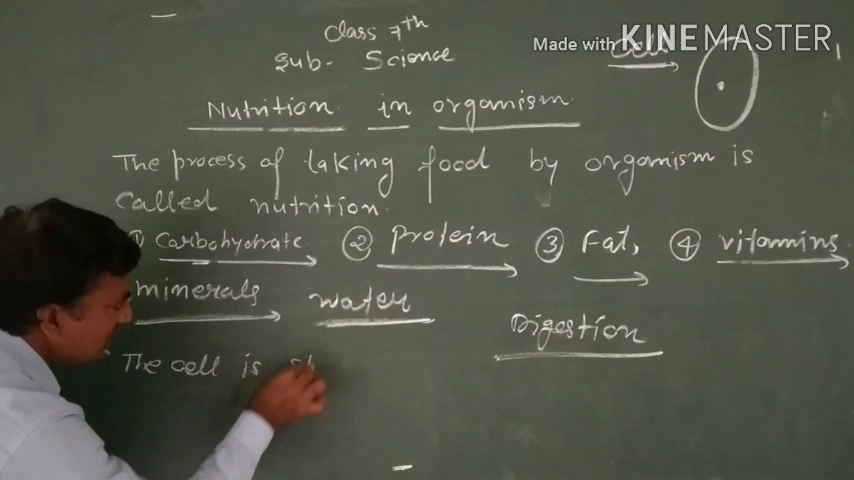 Made with KINEMASTER
Class 7th
Sub- Science
Nutrition in organism.
The process of taking food by organism is
called nutrition.
① Carbohydrate ② Protein ③ Fat, ④ vitamins
minerals water
Digestion
The cell is